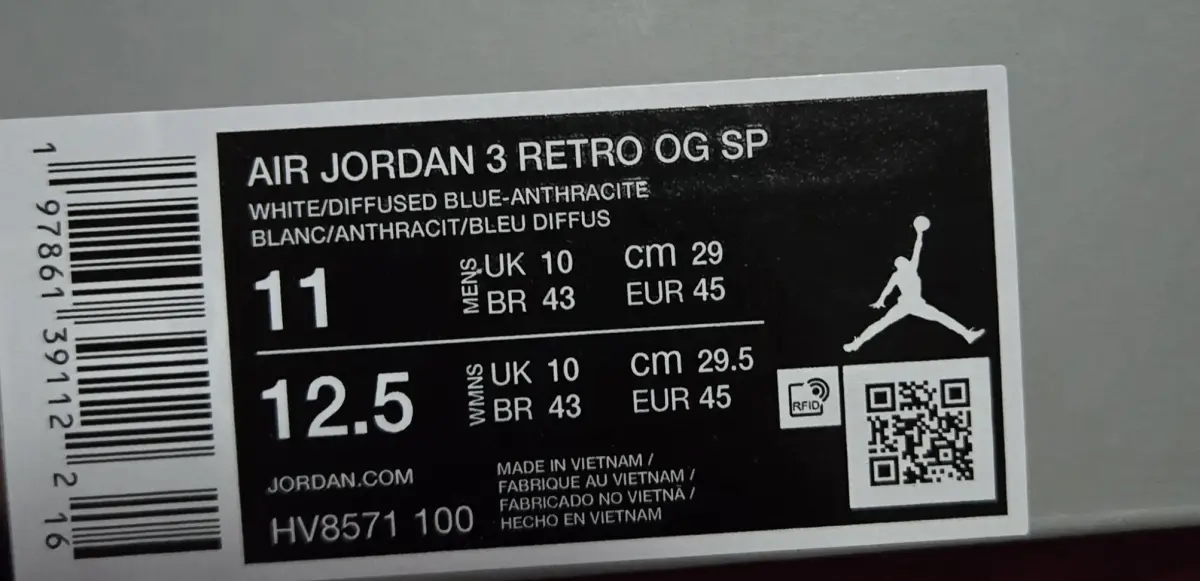 1 97861 39112 2 16
AIR JORDAN 3 RETRO OG SP
WHITE/DIFFUSED BLUE-ANTHRACITE
BLANC/ANTHRACIT/BLEU DIFFUS
11
MENS
UK 10
BR 43
cm 29
EUR 45
12.5
WMNS
UK 10
BR 43
cm 29.5
EUR 45
RFID
JORDAN.COM
HV8571 100
MADE IN VIETNAM /
FABRIQUE AU VIETNAM /
FABRICADO NO VIETNÃ /
HECHO EN VIETNAM